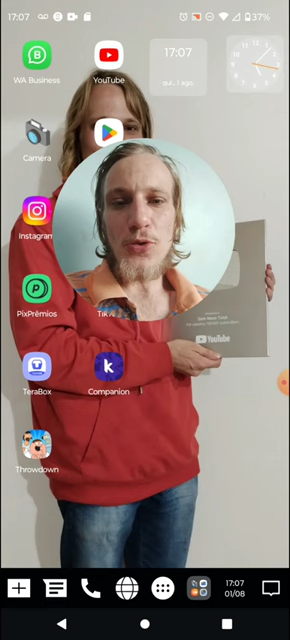 17:07
37%
WA Business
YouTube
17:07
qui., 1 ago.
Camera
Instagram
PixPrêmios
TikT
TeraBox
Companion
Throwdown
YouTube
17:07
01/08